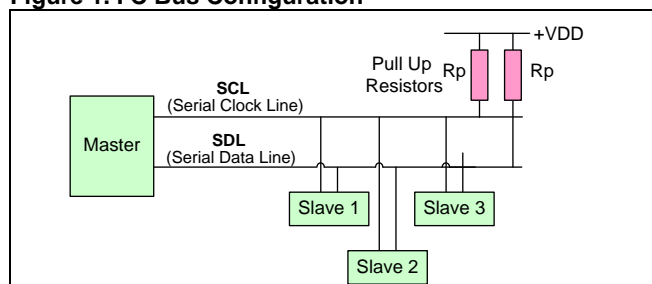 +VDD
Pull Up
Resistors
Rp
Rp
SCL
(Serial Clock Line)
Master
SDL
(Serial Data Line)
Slave 1
Slave 3
Slave 2